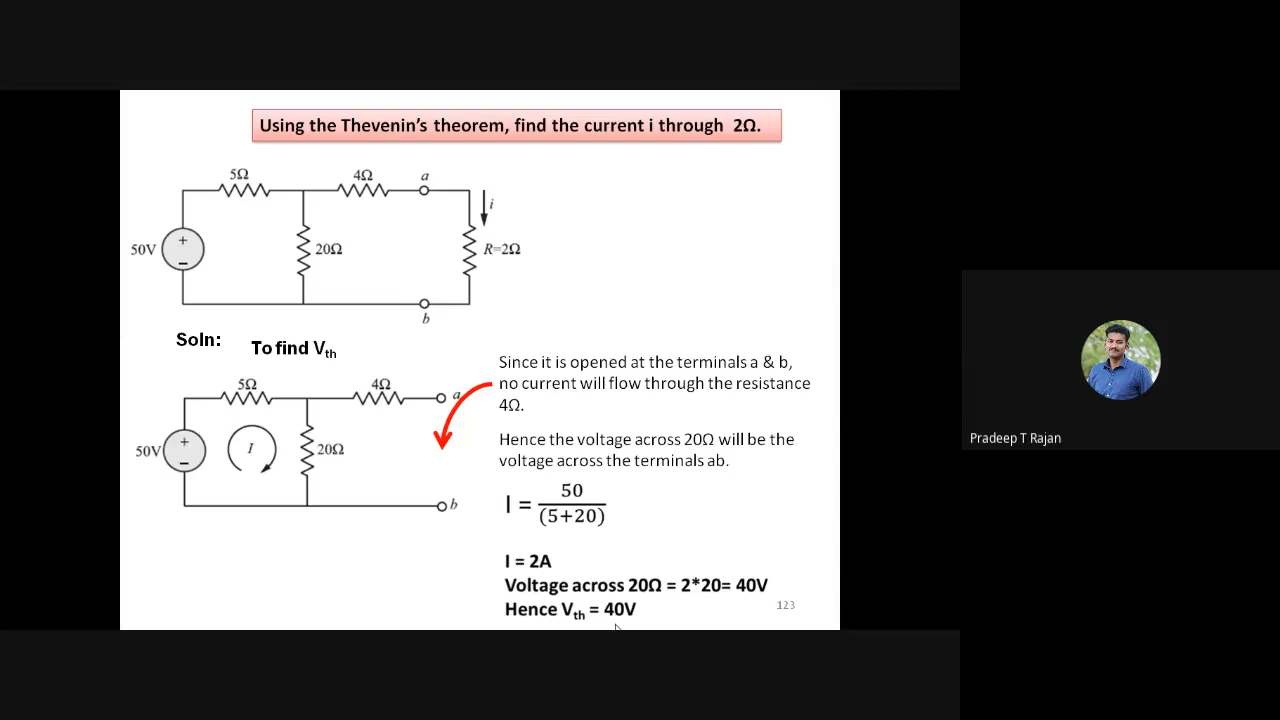 Using the Thevenin's theorem, find the current i through 2Ω.
5Ω
4Ω
a
i
50V
+
−
20Ω
R=2Ω
b
Soln:
To find Vth
5Ω
4Ω
a
50V
+
−
I
20Ω
b
Since it is opened at the terminals a & b,
no current will flow through the resistance
4Ω.
Hence the voltage across 20Ω will be the
voltage across the terminals ab.
I = 50/(5+20)
I = 2A
Voltage across 20Ω = 2*20= 40V
Hence Vth = 40V
123
Pradeep T Rajan